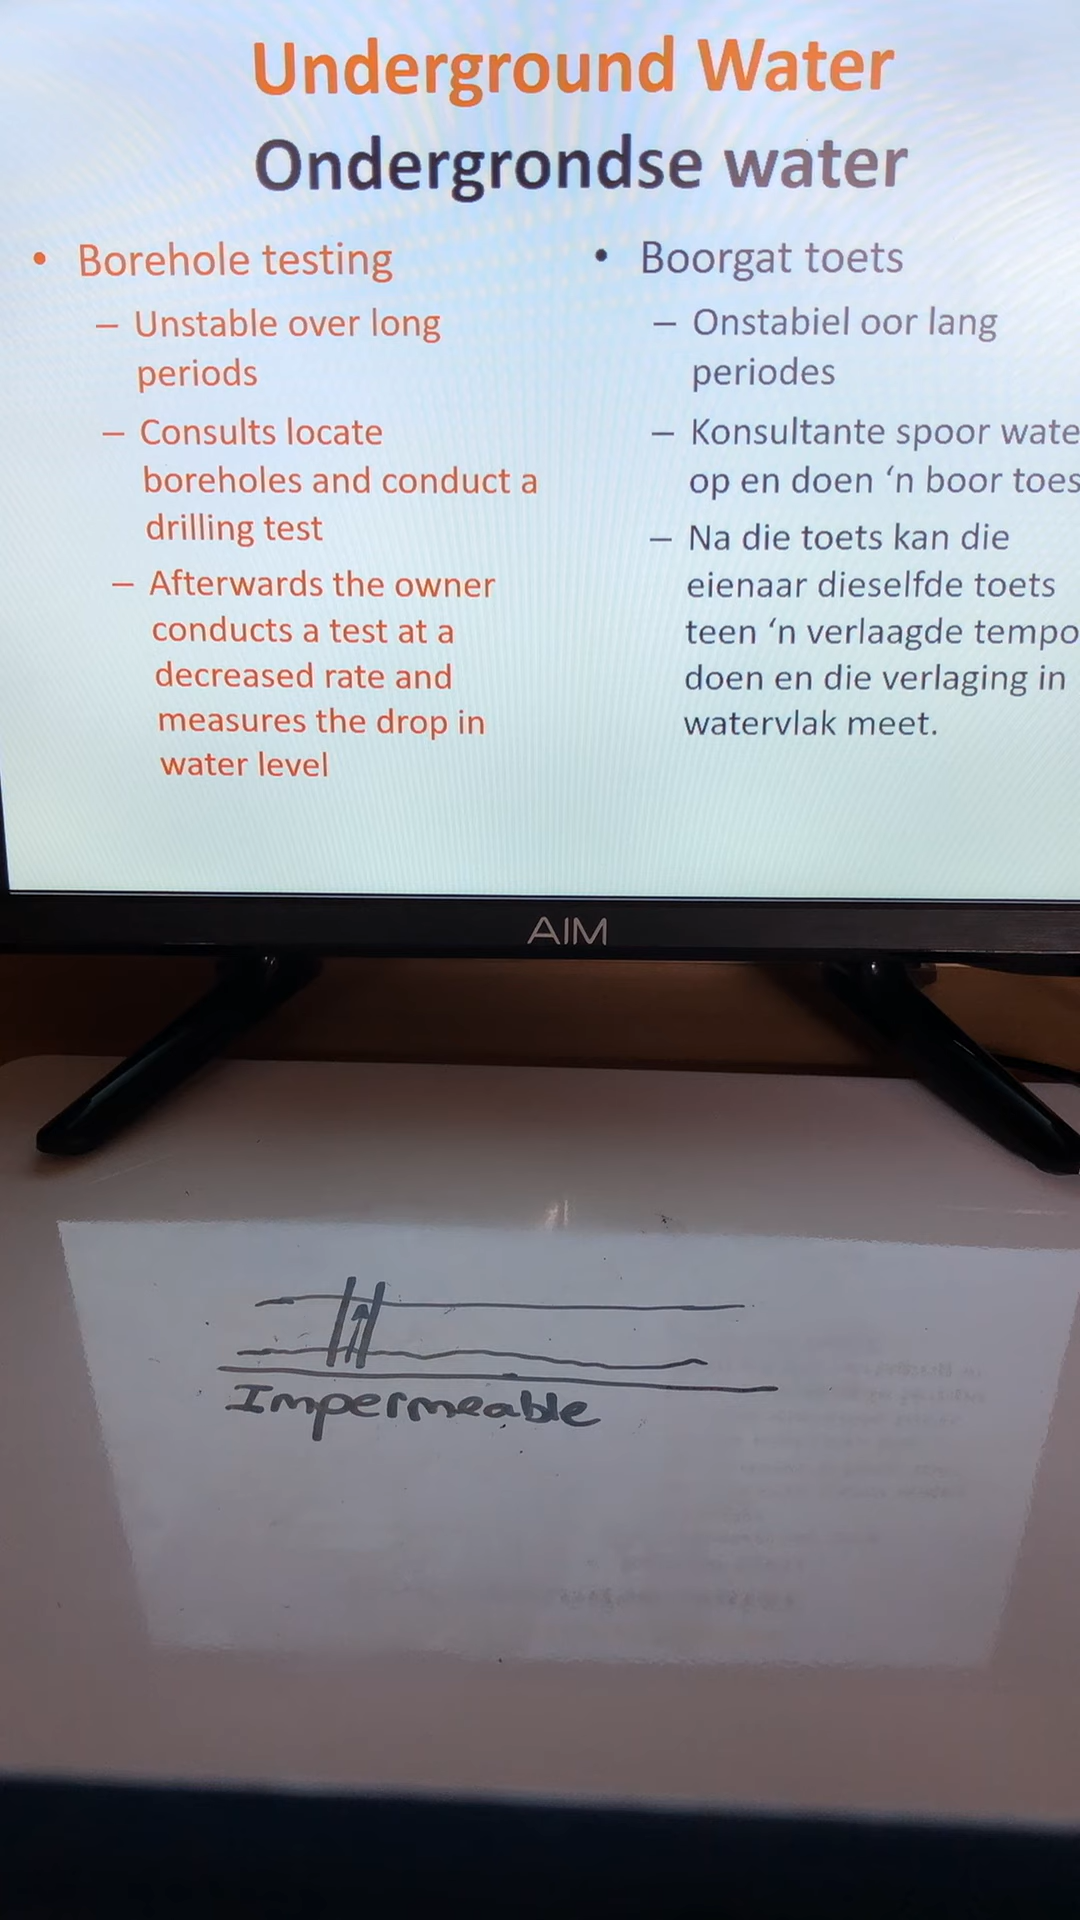 Underground Water
Ondergrondse water
• Borehole testing
– Unstable over long
periods
– Consults locate
boreholes and conduct a
drilling test
– Afterwards the owner
conducts a test at a
decreased rate and
measures the drop in
water level
• Boorgat toets
– Onstabiel oor lang
periodes
– Konsultante spoor wate
op en doen ‘n boor toes
– Na die toets kan die
eienaar dieselfde toets
teen ‘n verlaagde tempo
doen en die verlaging in
watervlak meet.
AIM
Impermeable